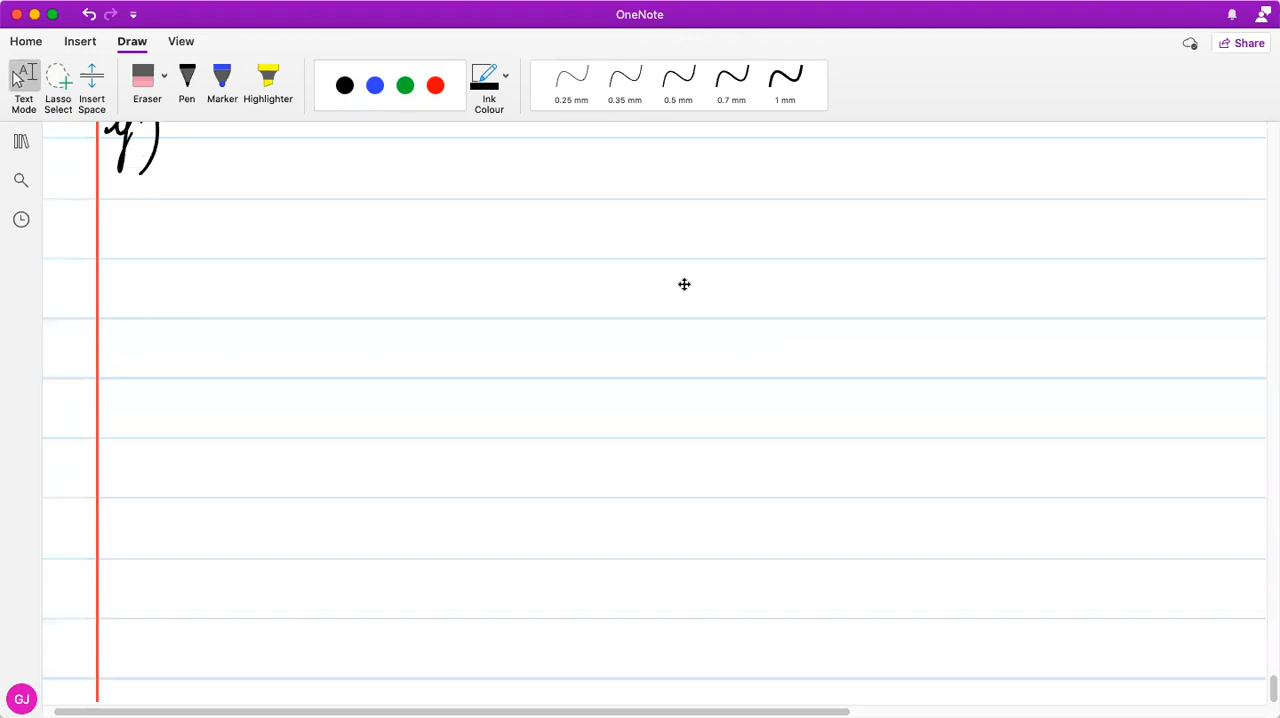 OneNote
Home Insert Draw View Share
Text Mode
Lasso Select
Insert Space
Eraser
Pen
Marker
Highlighter
Ink Colour
0.25 mm 0.35 mm 0.5 mm 0.7 mm 1 mm
GJ